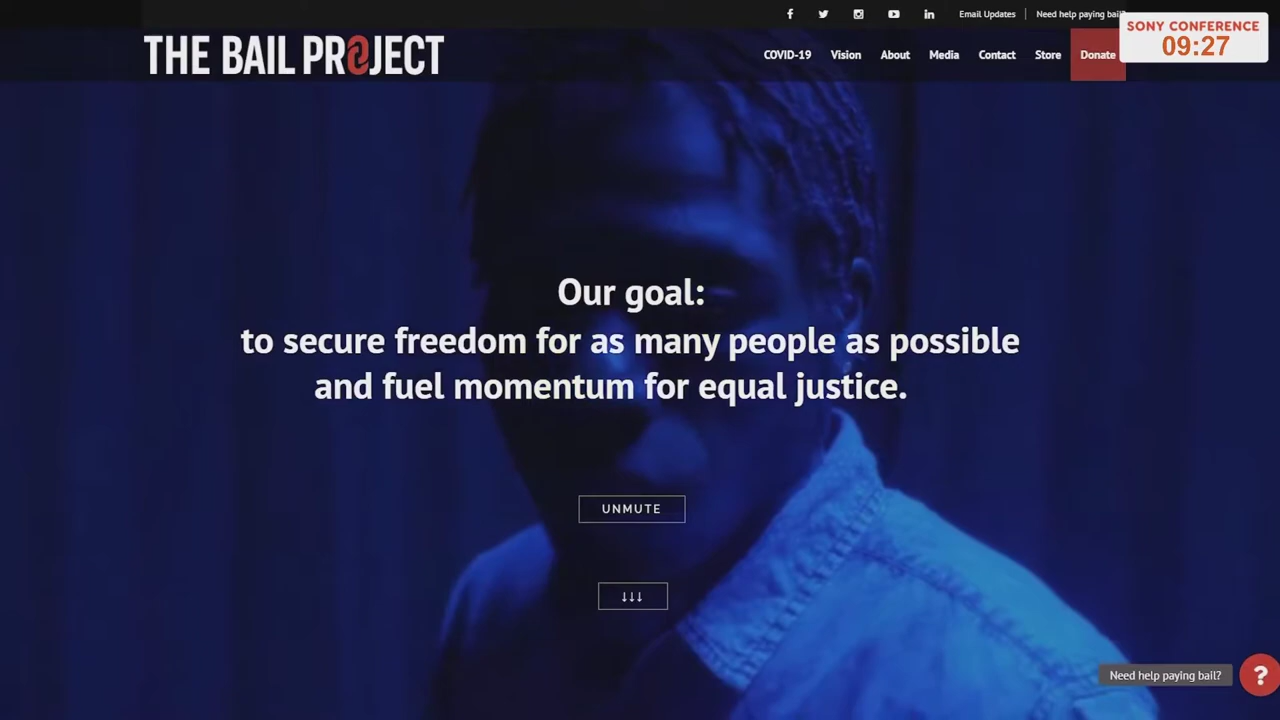 Email Updates
Need help paying bail?
SONY CONFERENCE
09:27
THE BAIL PROJECT
COVID-19
Vision
About
Media
Contact
Store
Donate
Our goal:
to secure freedom for as many people as possible
and fuel momentum for equal justice.
UNMUTE
↓↓↓
Need help paying bail?
?